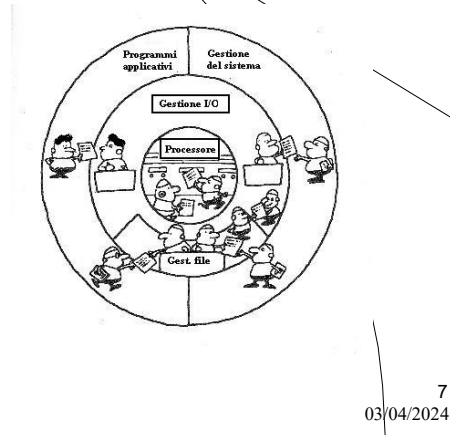 Programmi
applicativi
Gestione
del sistema
Gestione I/O
Processore
Gest. file
7
03/04/2024